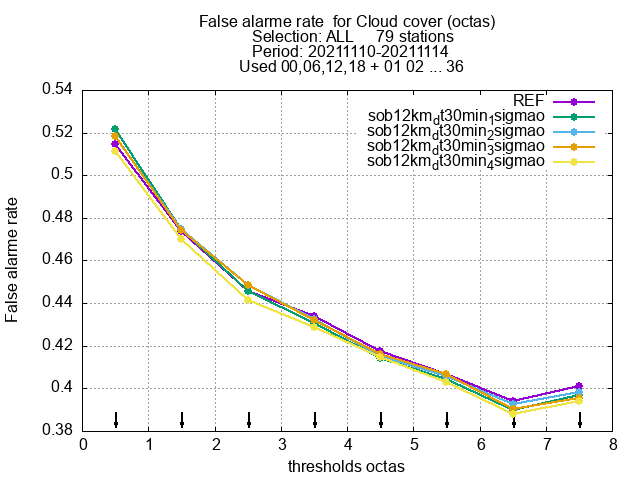 False alarme rate  for Cloud cover (octas)
Selection: ALL     79 stations
Period: 20211110-20211114
Used 00,06,12,18 + 01 02 ... 36
0.54
0.52
0.5
0.48
0.46
0.44
0.42
0.4
0.38
False alarme rate
REF
sob12km_dt30min_1sigmao
sob12km_dt30min_2sigmao
sob12km_dt30min_3sigmao
sob12km_dt30min_4sigmao
0 1 2 3 4 5 6 7 8
thresholds octas